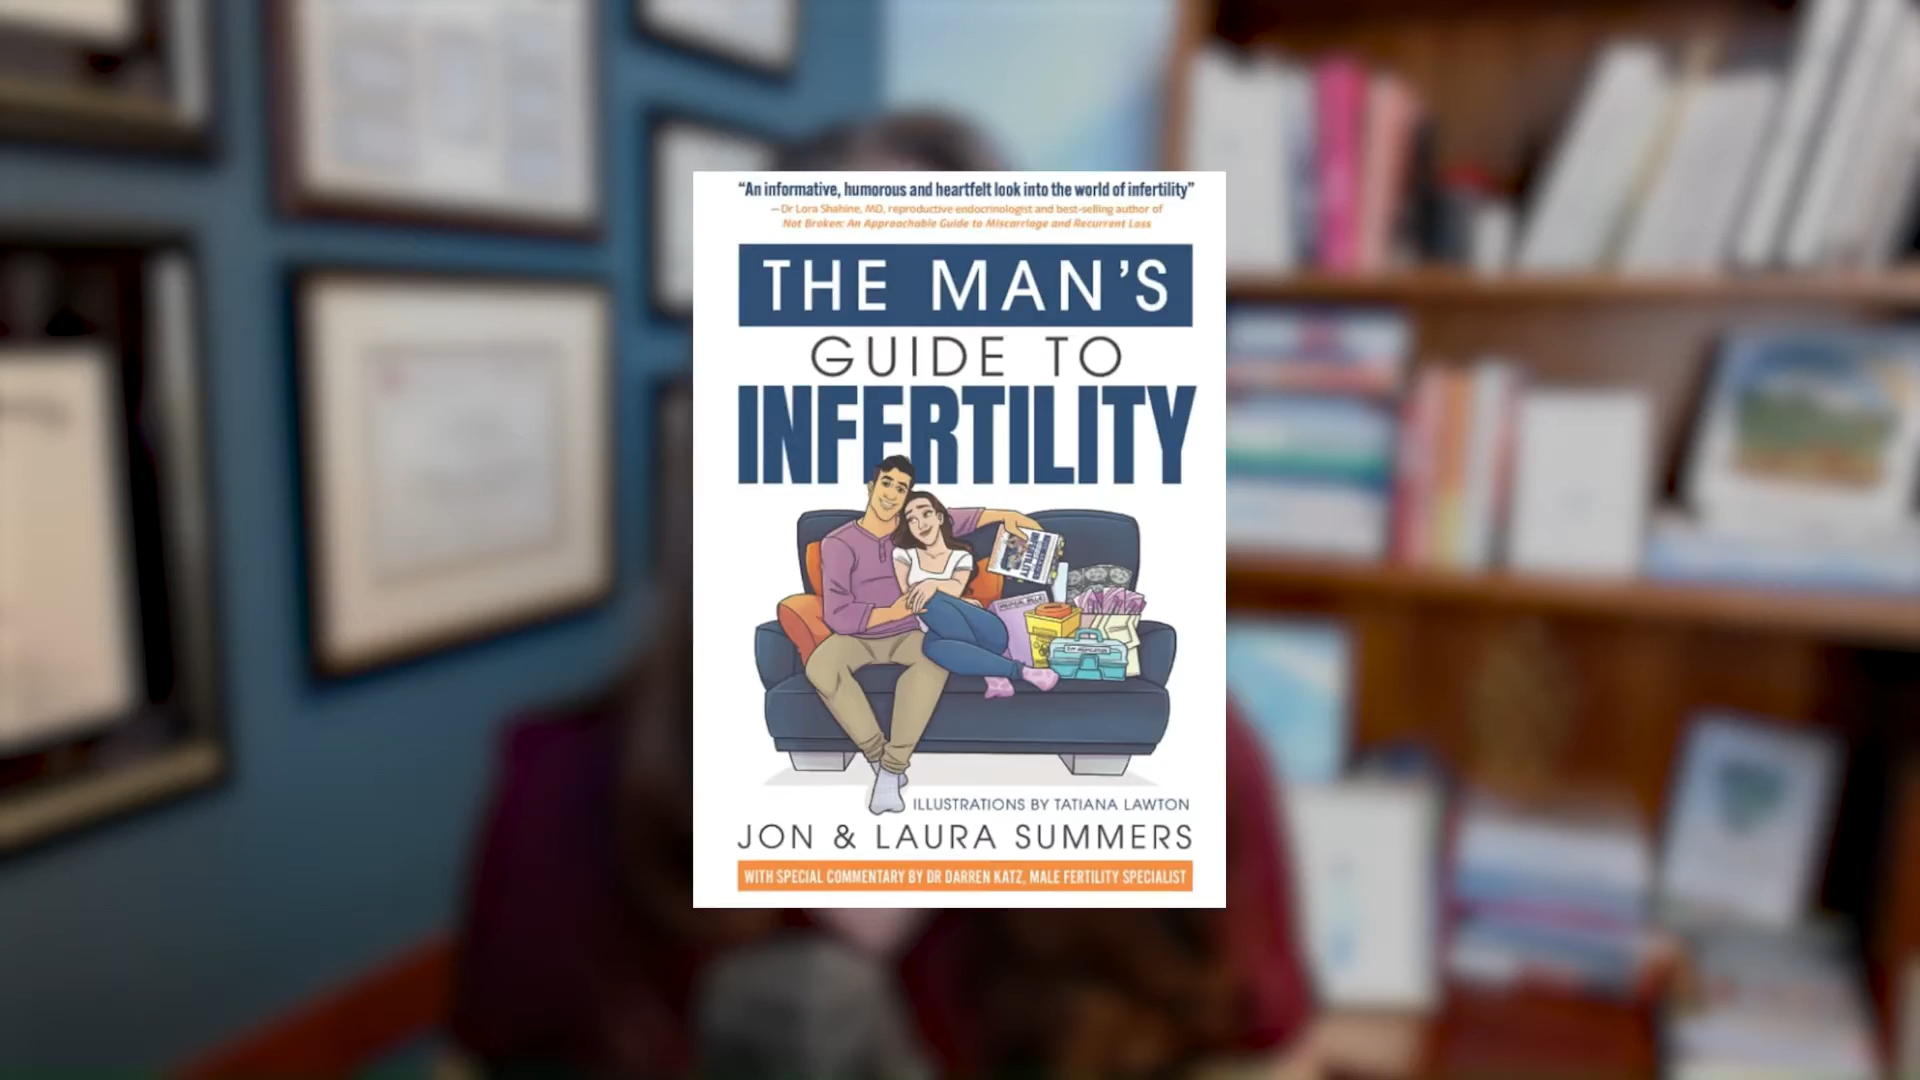 “An informative, humorous and heartfelt look into the world of infertility”
—Dr Lora Shahine, MD, reproductive endocrinologist and best-selling author of
Not Broken: An Approachable Guide to Miscarriage and Recurrent Loss
THE MAN’S
GUIDE TO
INFERTILITY
ILLUSTRATIONS BY TATIANA LAWTON
JON & LAURA SUMMERS
WITH SPECIAL COMMENTARY BY DR DARREN KATZ, MALE FERTILITY SPECIALIST